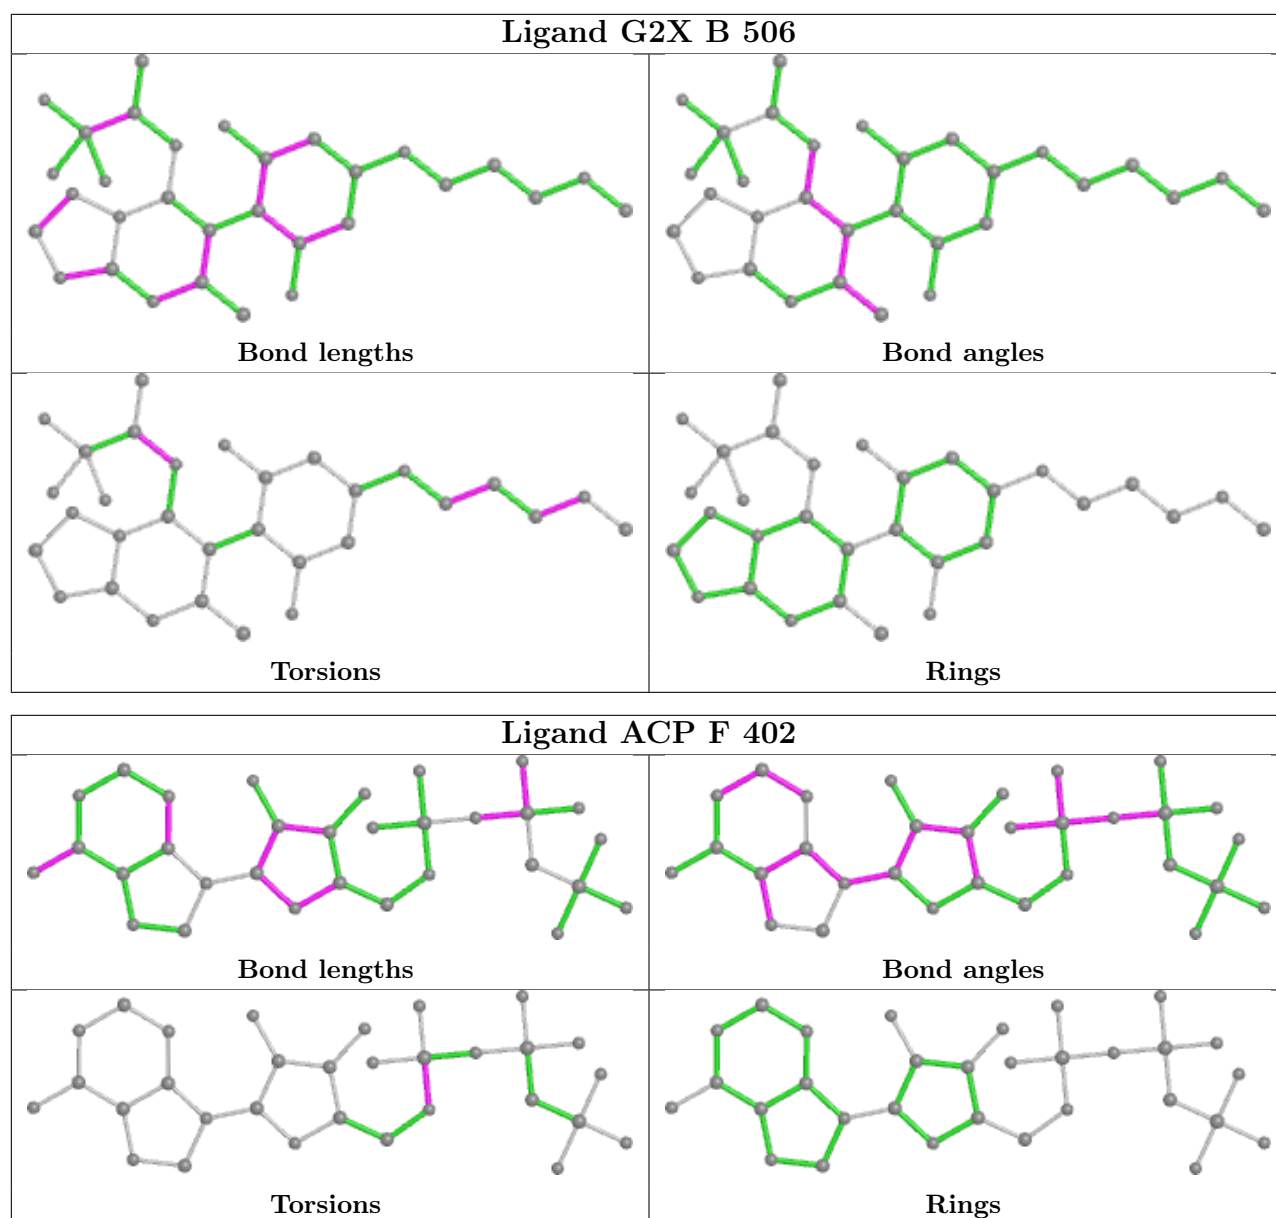 Ligand G2X B 506
Bond lengths
Bond angles
Torsions
Rings
Ligand ACP F 402
Bond lengths
Bond angles
Torsions
Rings